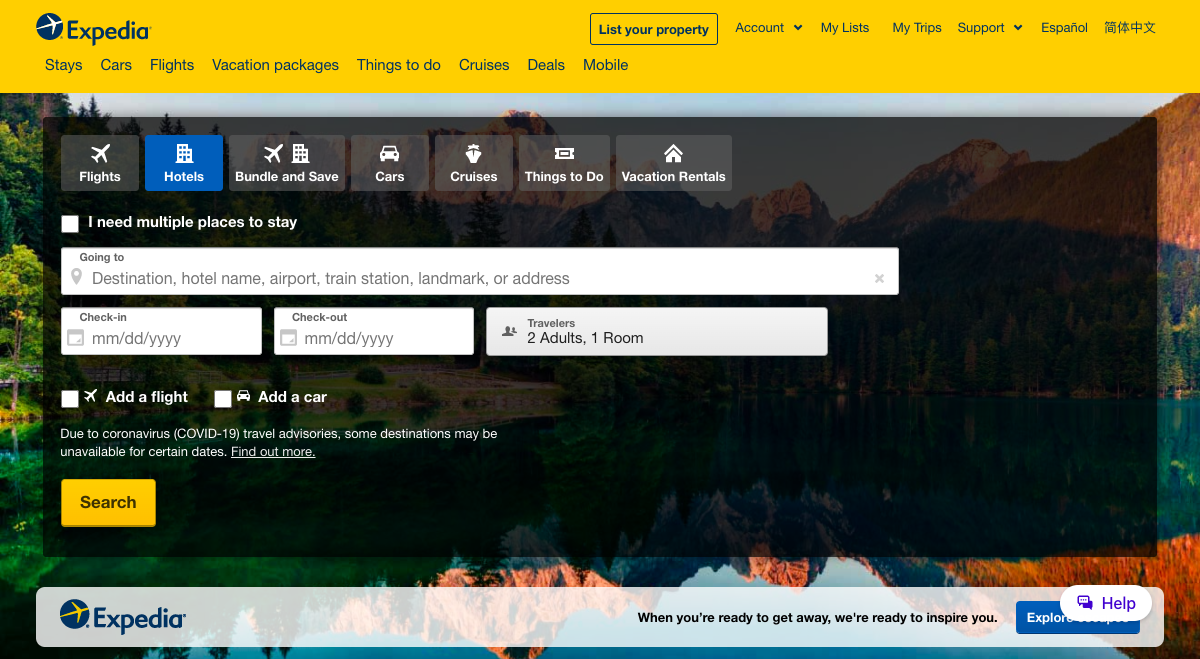 Expedia
List your property
Account
My Lists
My Trips
Support
Español
简体中文
Stays
Cars
Flights
Vacation packages
Things to do
Cruises
Deals
Mobile
Flights
Hotels
Bundle and Save
Cars
Cruises
Things to Do
Vacation Rentals
I need multiple places to stay
Going to
Destination, hotel name, airport, train station, landmark, or address
Check-in
mm/dd/yyyy
Check-out
mm/dd/yyyy
Travelers
2 Adults, 1 Room
Add a flight
Add a car
Due to coronavirus (COVID-19) travel advisories, some destinations may be
unavailable for certain dates. Find out more.
Search
Expedia
When you’re ready to get away, we're ready to inspire you.
Explore
Help